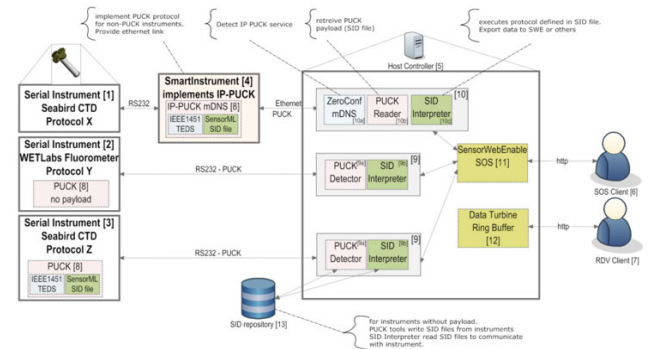 implement PUCK protocol
for non-PUCK instruments.
Provide ethernet link
Detect IP PUCK service
retreive PUCK
payload (SID file)
executes protocol defined in SID file.
Export data to SWE or others
Host Controller [5]
Serial Instrument [1]
Seabird CTD
Protocol X
RS232
SmartInstrument [4]
implements IP-PUCK
IP-PUCK mDNS [8]
IEEE1451
TEDS
SensorML
SID file
Ethernet
PUCK
[10]
ZeroConf
mDNS
[10a]
PUCK
Reader
[10b]
SID
Interpreter
[10c]
Serial Instrument [2]
WETLabs Fluorometer
Protocol Y
PUCK [8]
no payload
RS232 - PUCK
[9]
PUCK[9a]
Detector
SID [9b]
Interpreter
SensorWebEnable
SOS [11]
http
SOS Client [6]
Serial Instrument [3]
Seabird CTD
Protocol Z
PUCK [8]
IEEE1451
TEDS
SensorML
SID file
RS232 - PUCK
[9]
PUCK[9a]
Detector
SID [9b]
Interpreter
Data Turbine
Ring Buffer
[12]
http
RDV Client [7]
SID repository [13]
for instruments without payload.
PUCK tools write SID files from instruments
SID Interpreter read SID files to communicate
with instrument.